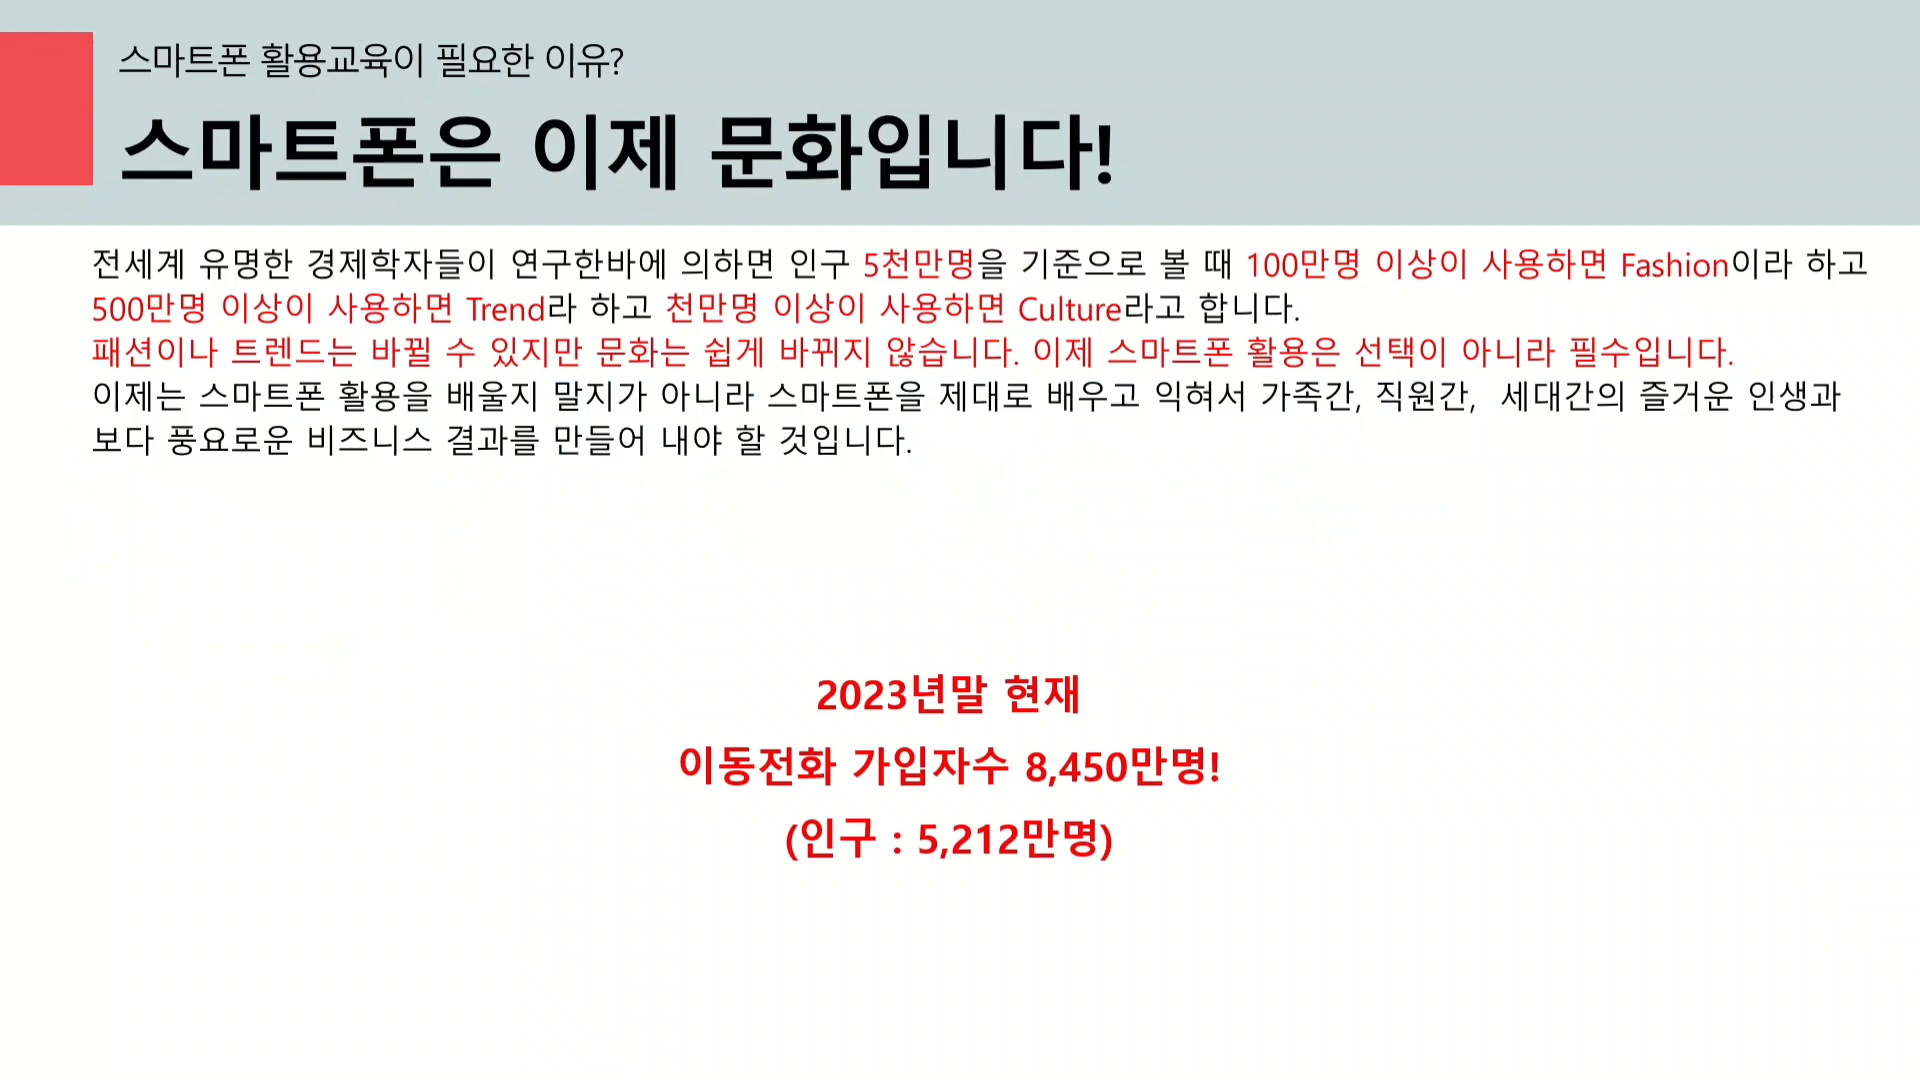 스마트폰 활용교육이 필요한 이유?
스마트폰은 이제 문화입니다!
전세계 유명한 경제학자들이 연구한바에 의하면 인구 5천만명을 기준으로 볼 때 100만명 이상이 사용하면 Fashion이라 하고
500만명 이상이 사용하면 Trend라 하고 천만명 이상이 사용하면 Culture라고 합니다.
패션이나 트렌드는 바뀔 수 있지만 문화는 쉽게 바뀌지 않습니다. 이제 스마트폰 활용은 선택이 아니라 필수입니다.
이제는 스마트폰 활용을 배울지 말지가 아니라 스마트폰을 제대로 배우고 익혀서 가족간, 직원간, 세대간의 즐거운 인생과
보다 풍요로운 비즈니스 결과를 만들어 내야 할 것입니다.
2023년말 현재
이동전화 가입자수 8,450만명!
(인구 : 5,212만명)